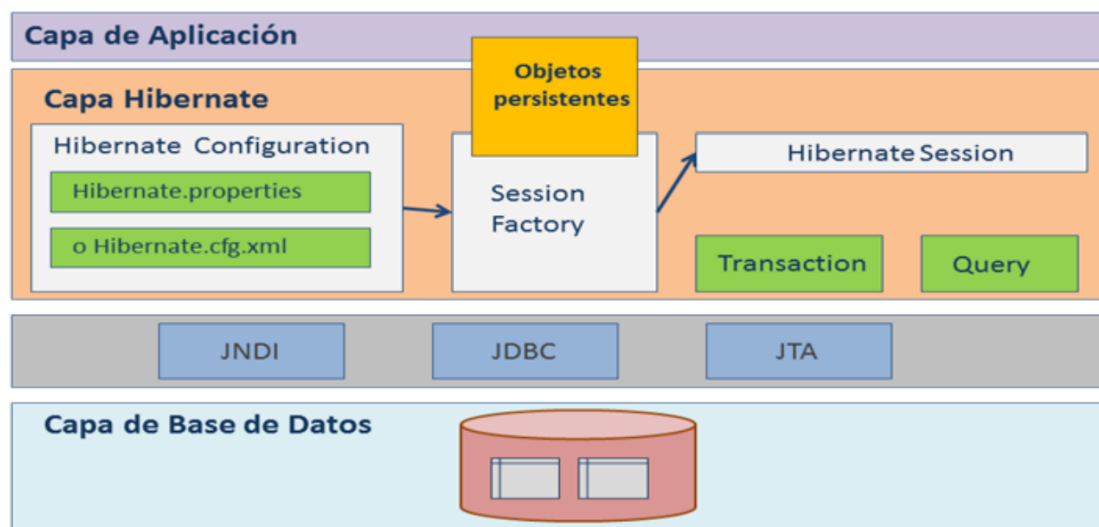 Capa de Aplicación
Objetos
persistentes
Capa Hibernate
Hibernate Configuration
Hibernate.properties
o Hibernate.cfg.xml
Session
Factory
Hibernate Session
Transaction
Query
JNDI
JDBC
JTA
Capa de Base de Datos